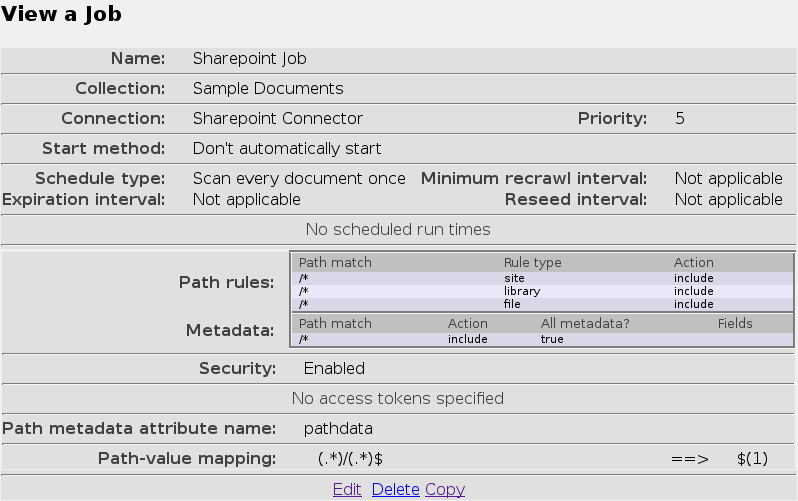 View a Job
Name: Sharepoint Job
Collection: Sample Documents
Connection: Sharepoint Connector Priority: 5
Start method: Don't automatically start
Schedule type: Scan every document once Minimum recrawl interval: Not applicable
Expiration interval: Not applicable Reseed interval: Not applicable
No scheduled run times
Path rules:
Path match Rule type Action
/* site include
/* library include
/* file include
Metadata:
Path match Action All metadata? Fields
/* include true
Security: Enabled
No access tokens specified
Path metadata attribute name: pathdata
Path-value mapping: (.*)/(.*)$ ==> $(1)
Edit Delete Copy